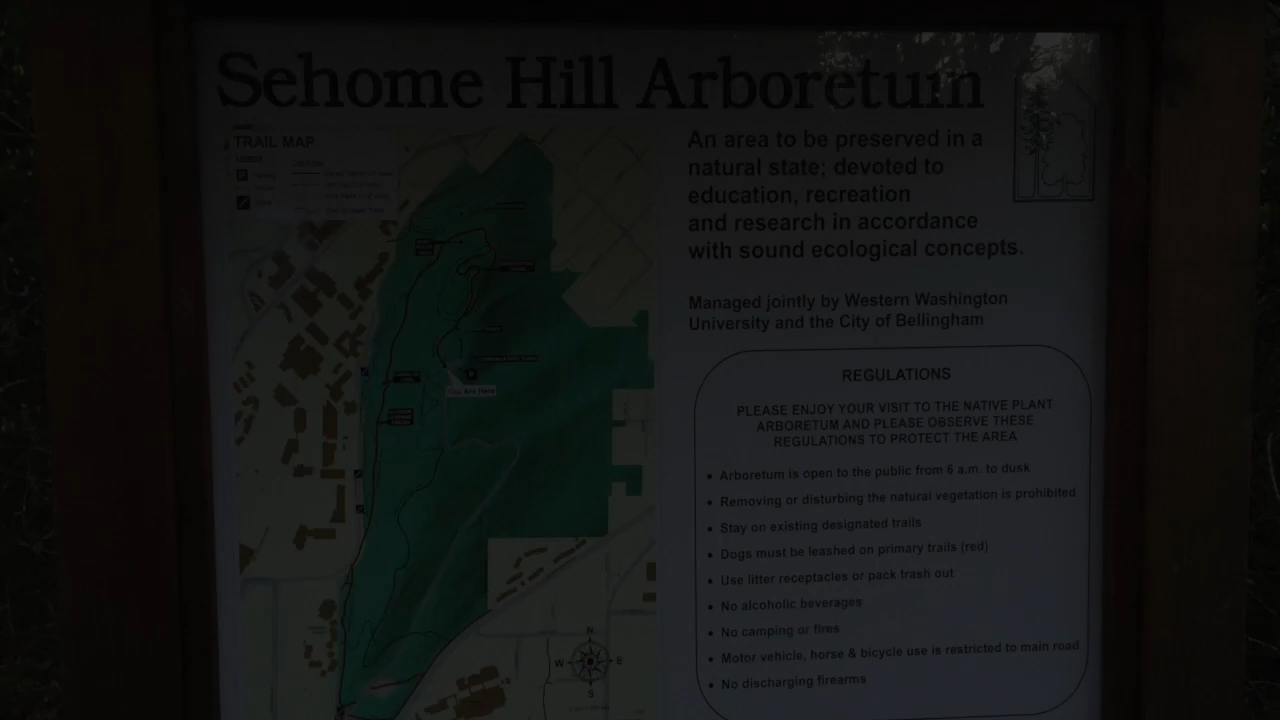 Sehome Hill Arboretum
TRAIL MAP
An area to be preserved in a
natural state; devoted to
education, recreation
and research in accordance
with sound ecological concepts.
Managed jointly by Western Washington
University and the City of Bellingham
You Are Here
REGULATIONS
PLEASE ENJOY YOUR VISIT TO THE NATIVE PLANT
ARBORETUM AND PLEASE OBSERVE THESE
REGULATIONS TO PROTECT THE AREA
• Arboretum is open to the public from 6 a.m. to dusk
• Removing or disturbing the natural vegetation is prohibited
• Stay on existing designated trails
• Dogs must be leashed on primary trails (red)
• Use litter receptacles or pack trash out
• No alcoholic beverages
• No camping or fires
• Motor vehicle, horse & bicycle use is restricted to main road
• No discharging firearms
N
W E
S